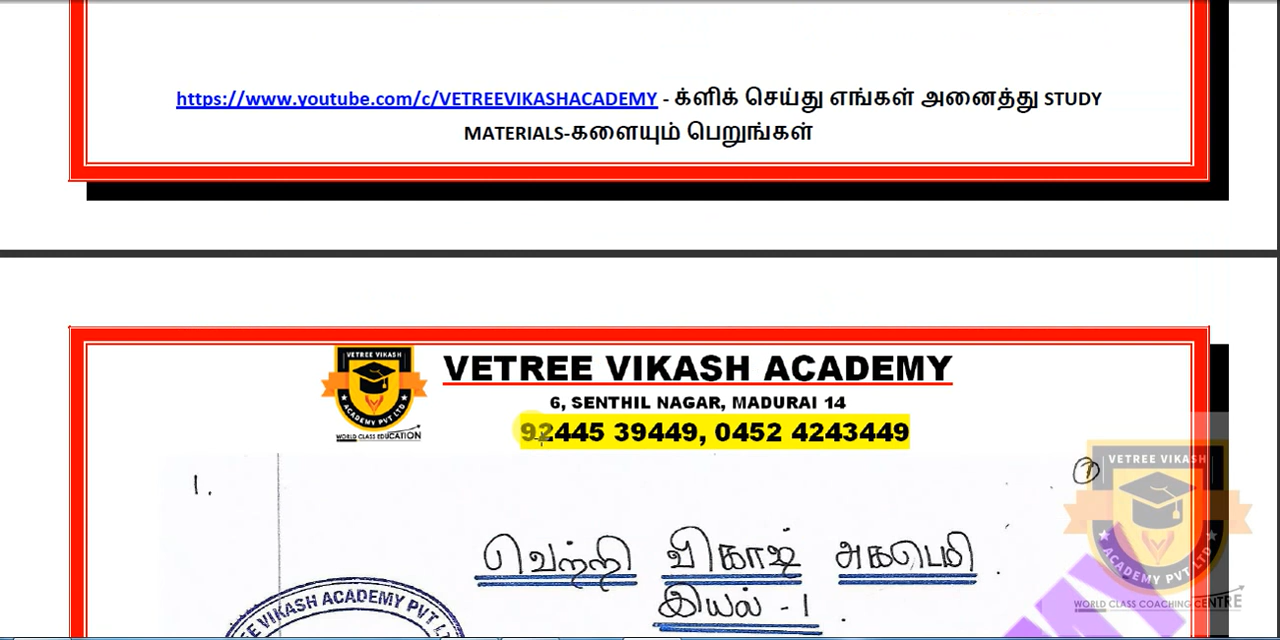 https://www.youtube.com/c/VETREEVIKASHACADEMY - க்ளிக் செய்து எங்கள் அனைத்து STUDY
MATERIALS-களையும் பெறுங்கள்
VETREE VIKASH
ACADEMY PVT LTD
WORLD CLASS EDUCATION
VETREE VIKASH ACADEMY
6, SENTHIL NAGAR, MADURAI 14
92445 39449, 0452 4243449
1.
1
வெற்றி விகாஷ் அகடெமி
இயல் - 1
VIKASH ACADEMY PVT
VETREE VIKASH
ACADEMY PVT LTD
WORLD CLASS COACHING CENTRE